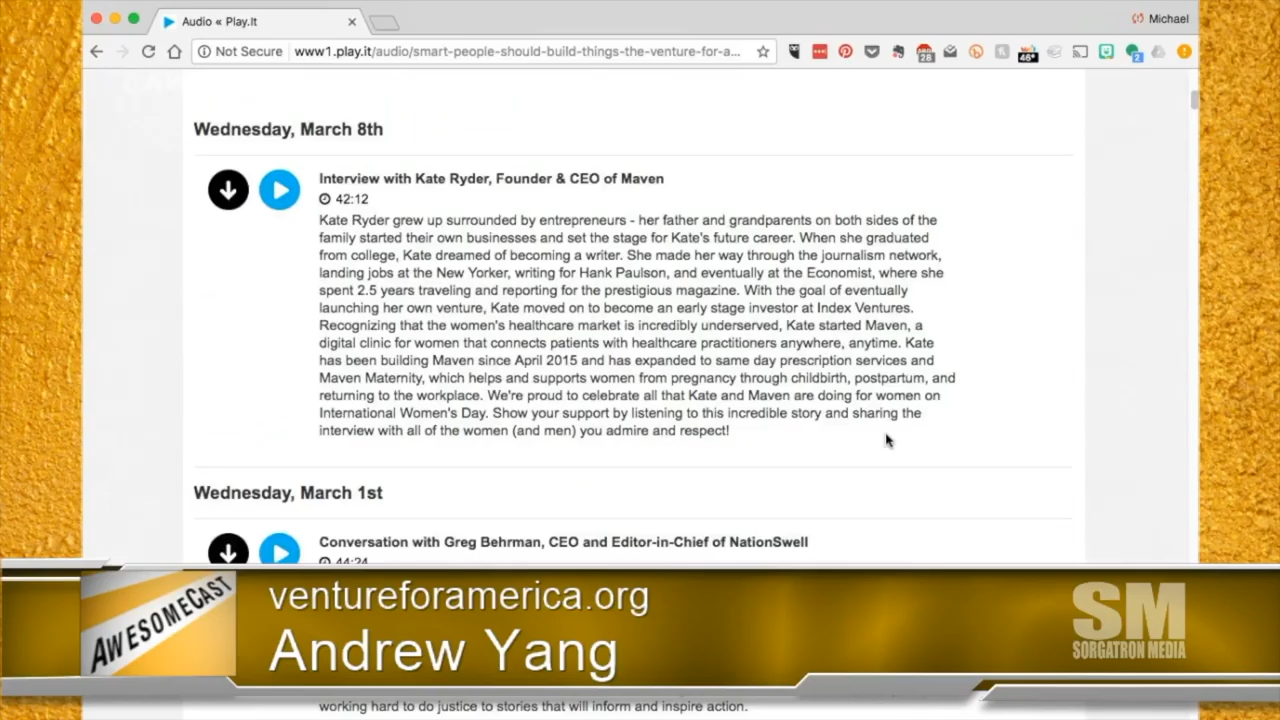 Audio « Play.It
Michael
Not Secure
www1.play.it/audio/smart-people-should-build-things-the-venture-for-a...
28
46°
2
Wednesday, March 8th
Interview with Kate Ryder, Founder & CEO of Maven
42:12
Kate Ryder grew up surrounded by entrepreneurs - her father and grandparents on both sides of the
family started their own businesses and set the stage for Kate's future career. When she graduated
from college, Kate dreamed of becoming a writer. She made her way through the journalism network,
landing jobs at the New Yorker, writing for Hank Paulson, and eventually at the Economist, where she
spent 2.5 years traveling and reporting for the prestigious magazine. With the goal of eventually
launching her own venture, Kate moved on to become an early stage investor at Index Ventures.
Recognizing that the women's healthcare market is incredibly underserved, Kate started Maven, a
digital clinic for women that connects patients with healthcare practitioners anywhere, anytime. Kate
has been building Maven since April 2015 and has expanded to same day prescription services and
Maven Maternity, which helps and supports women from pregnancy through childbirth, postpartum, and
returning to the workplace. We're proud to celebrate all that Kate and Maven are doing for women on
International Women's Day. Show your support by listening to this incredible story and sharing the
interview with all of the women (and men) you admire and respect!
Wednesday, March 1st
Conversation with Greg Behrman, CEO and Editor-in-Chief of NationSwell
44:24
AWESOMECAST
ventureforamerica.org
Andrew Yang
SM
SORGATRON MEDIA
working hard to do justice to stories that will inform and inspire action.